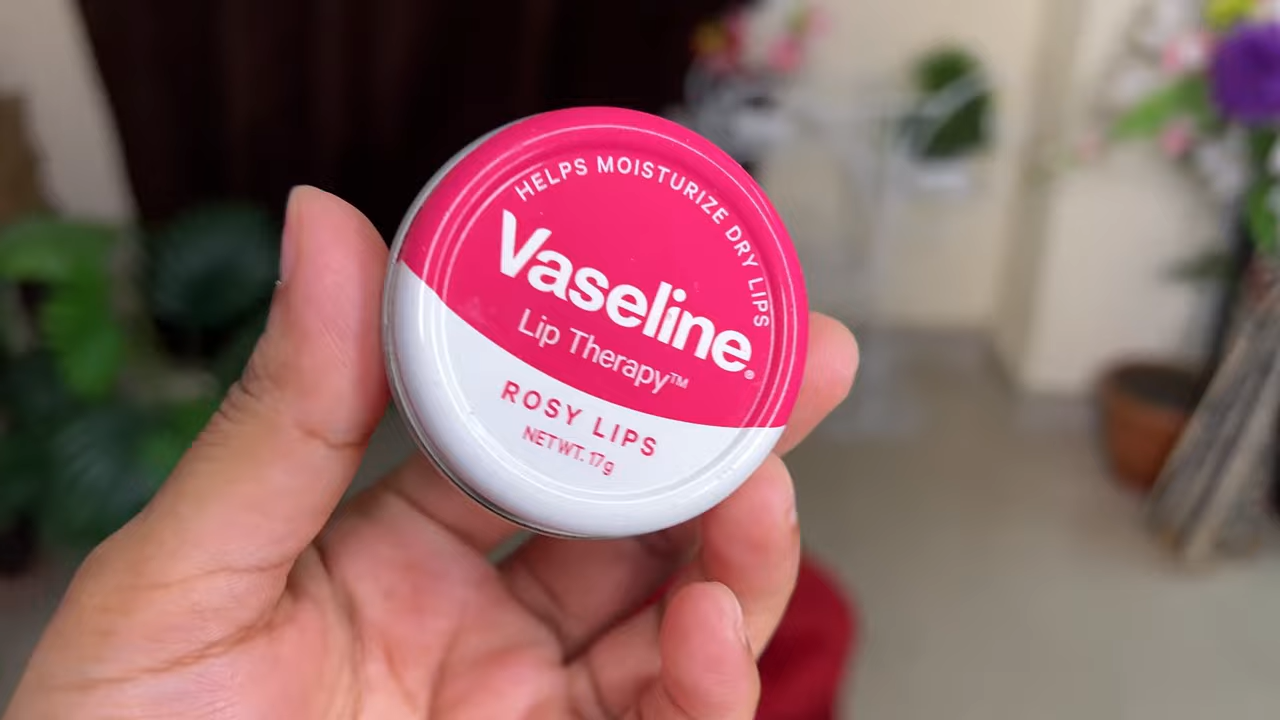 HELPS MOISTURIZE DRY LIPS
Vaseline®
Lip Therapy™
ROSY LIPS
NET WT. 17g